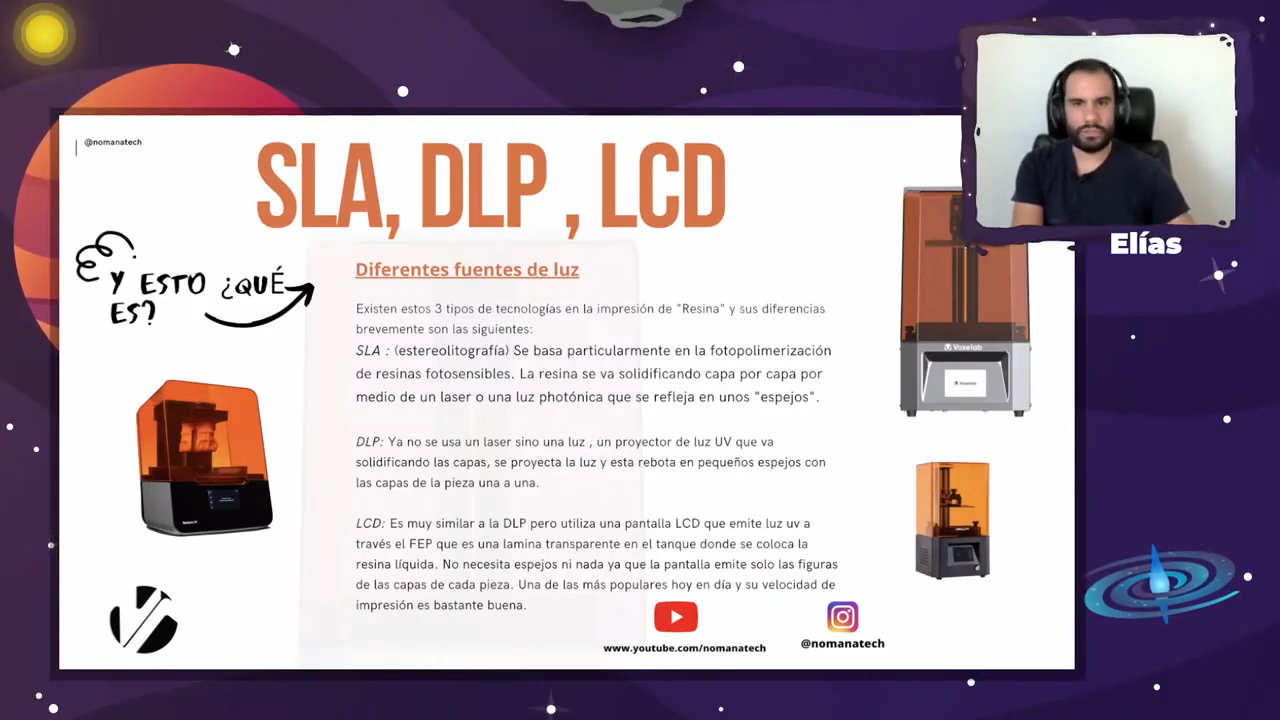 @nomanatech
SLA, DLP , LCD
Elías
Y ESTO ¿QUÉ
ES?
Diferentes fuentes de luz
Existen estos 3 tipos de tecnologías en la impresión de "Resina" y sus diferencias
brevemente son las siguientes:
SLA : (estereolitografía) Se basa particularmente en la fotopolimerización
de resinas fotosensibles. La resina se va solidificando capa por capa por
medio de un laser o una luz photónica que se refleja en unos "espejos".
DLP: Ya no se usa un laser sino una luz , un proyector de luz UV que va
solidificando las capas, se proyecta la luz y esta rebota en pequeños espejos con
las capas de la pieza una a una.
LCD: Es muy similar a la DLP pero utiliza una pantalla LCD que emite luz uv a
través el FEP que es una lamina transparente en el tanque donde se coloca la
resina líquida. No necesita espejos ni nada ya que la pantalla emite solo las figuras
de las capas de cada pieza. Una de las más populares hoy en día y su velocidad de
impresión es bastante buena.
Voxelab
Voxelab
www.youtube.com/nomanatech
@nomanatech